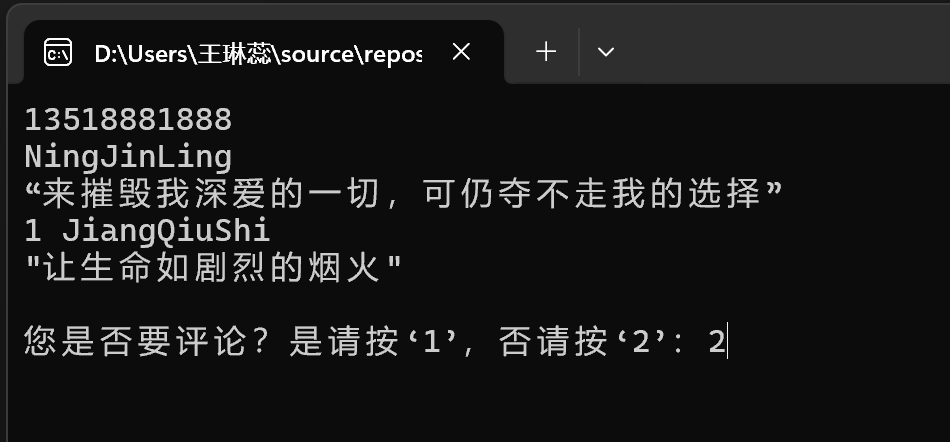 D:\Users\王琳蕊\source\repos
13518881888
NingJinLing
“来摧毁我深爱的一切，可仍夺不走我的选择”
1 JiangQiuShi
"让生命如剧烈的烟火"
您是否要评论？是请按‘1’，否请按‘2’：2